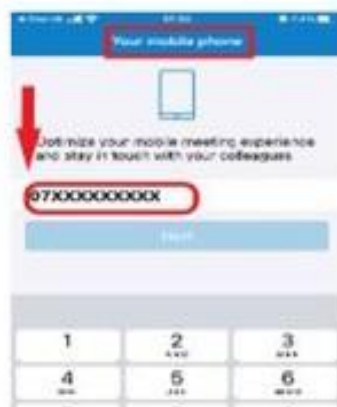 Your mobile phone
Optimize your mobile meeting experience
and stay in touch with your colleagues
07XXXXXXXXX
Next
1 2 3
4 5 6